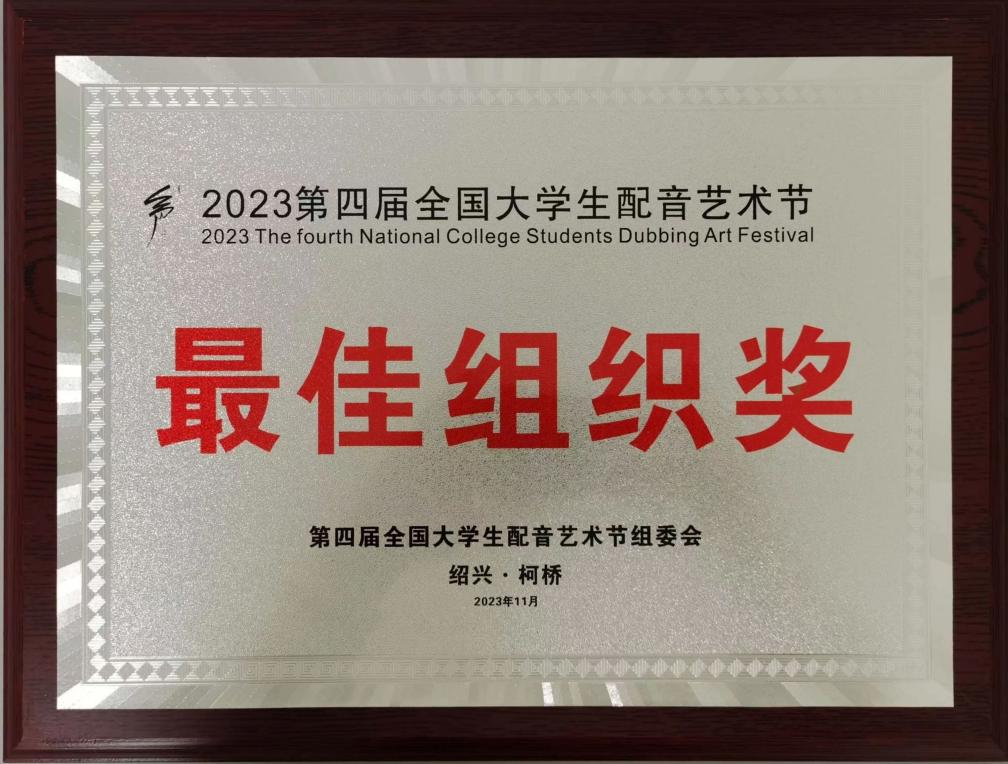 2023第四届全国大学生配音艺术节
2023 The fourth National College Students Dubbing Art Festival
最佳组织奖
第四届全国大学生配音艺术节组委会
绍兴·柯桥
2023年11月